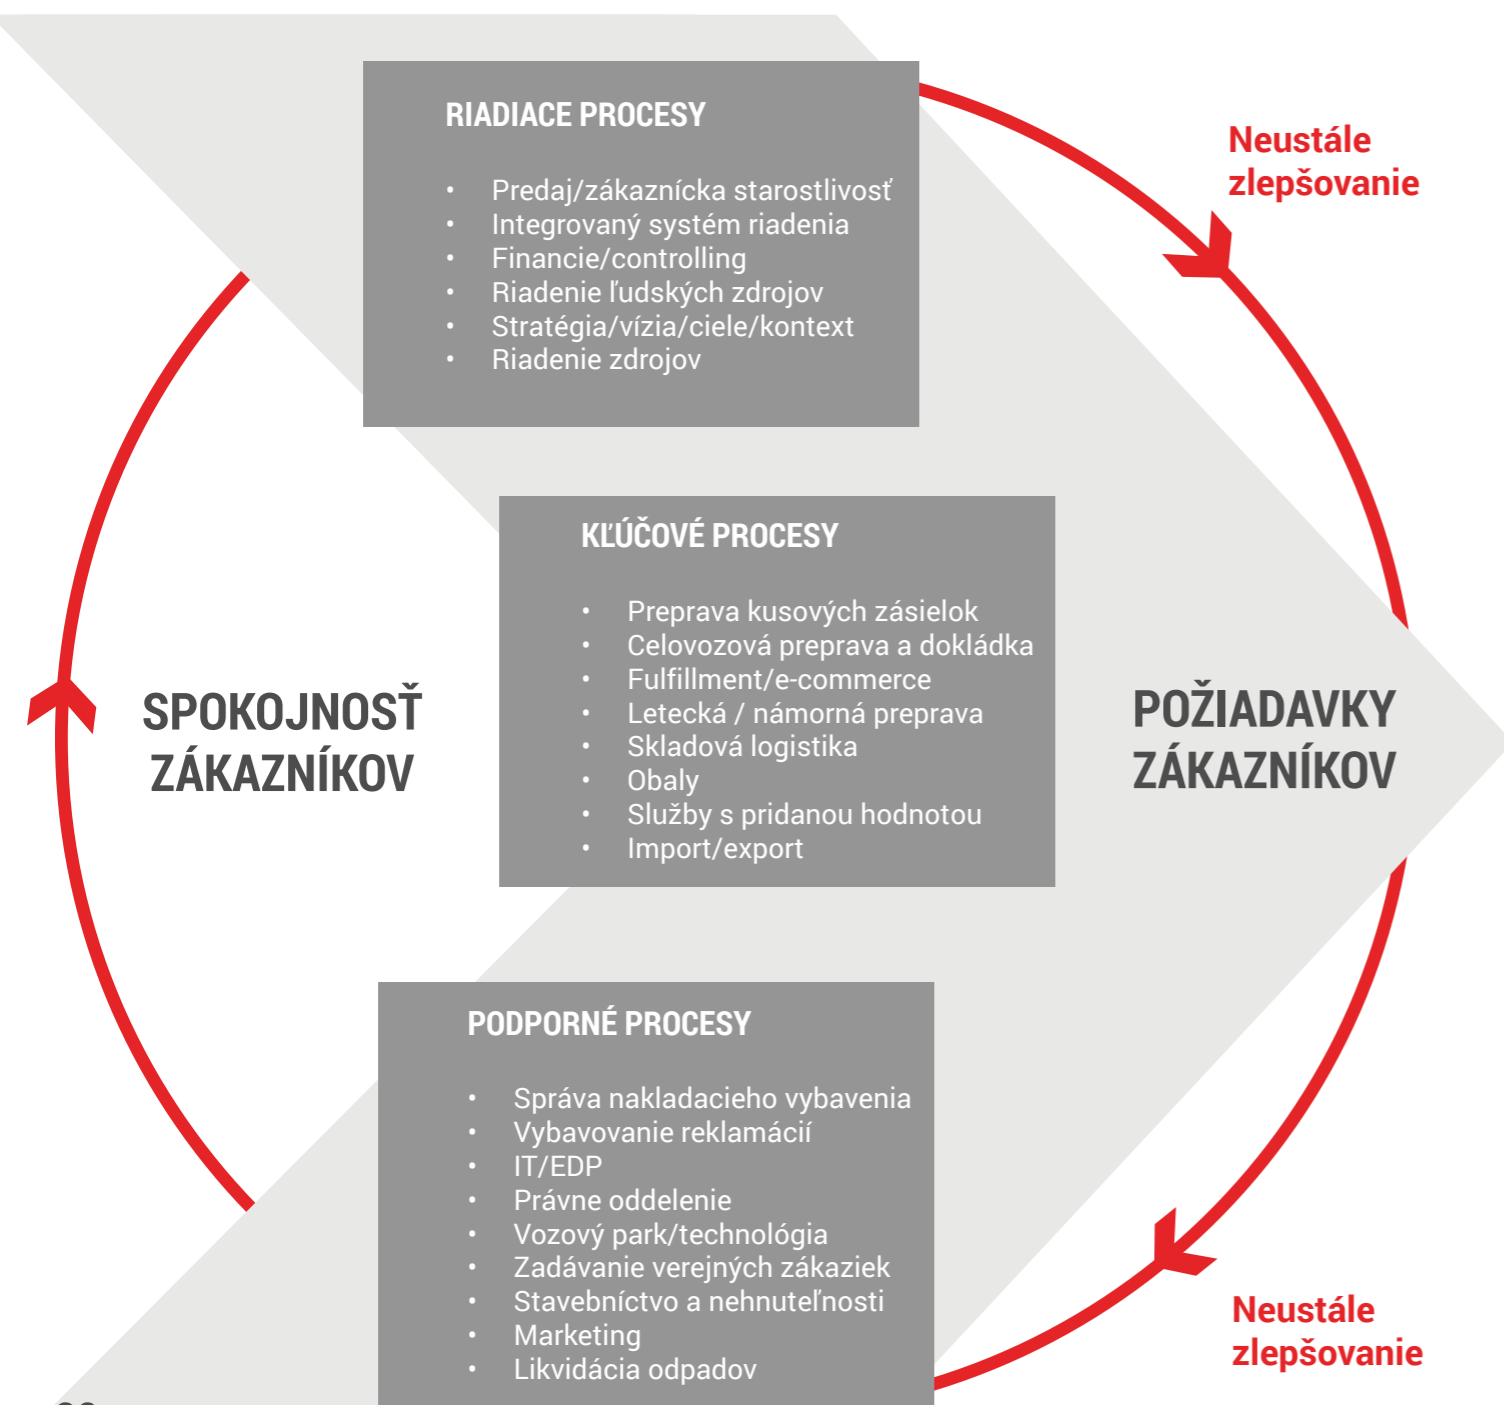 RIADIACE PROCESY
• Predaj/zákaznícka starostlivosť
• Integrovaný systém riadenia
• Financie/controlling
• Riadenie ľudských zdrojov
• Stratégia/vízia/ciele/kontext
• Riadenie zdrojov
Neustále
zlepšovanie
KĽÚČOVÉ PROCESY
• Preprava kusových zásielok
• Celovozová preprava a dokládka
• Fulfillment/e-commerce
• Letecká / námorná preprava
• Skladová logistika
• Obaly
• Služby s pridanou hodnotou
• Import/export
SPOKOJNOSŤ
ZÁKAZNÍKOV
POŽIADAVKY
ZÁKAZNÍKOV
PODPORNÉ PROCESY
• Správa nakladacieho vybavenia
• Vybavovanie reklamácií
• IT/EDP
• Právne oddelenie
• Vozový park/technológia
• Zadávanie verejných zákaziek
• Stavebníctvo a nehnuteľnosti
• Marketing
• Likvidácia odpadov
Neustále
zlepšovanie